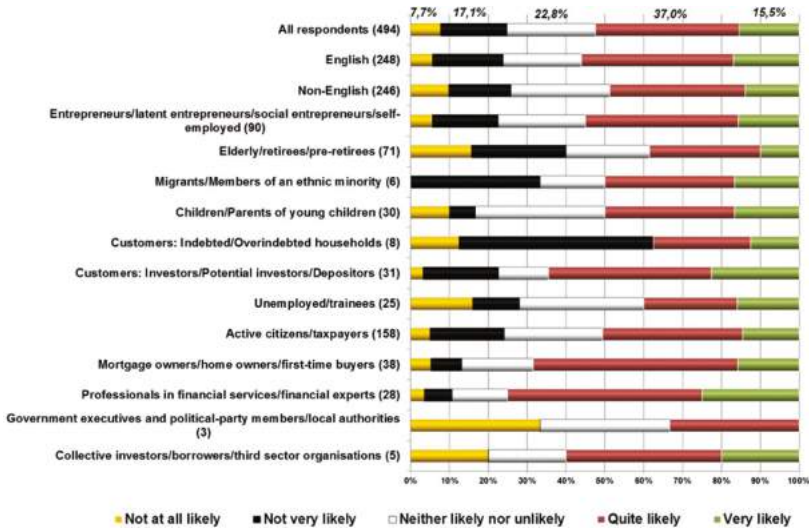 7,7% 17,1% 22,8% 37,0% 15,5%
All respondents (494)
English (248)
Non-English (246)
Entrepreneurs/latent entrepreneurs/social entrepreneurs/self-
employed (90)
Elderly/retirees/pre-retirees (71)
Migrants/Members of an ethnic minority (6)
Children/Parents of young children (30)
Customers: Indebted/Overindebted households (8)
Customers: Investors/Potential investors/Depositors (31)
Unemployed/trainees (25)
Active citizens/taxpayers (158)
Mortgage owners/home owners/first-time buyers (38)
Professionals in financial services/financial experts (28)
Government executives and political-party members/local authorities
(3)
Collective investors/borrowers/third sector organisations (5)
0% 10% 20% 30% 40% 50% 60% 70% 80% 90% 100%
Not at all likely Not very likely Neither likely nor unlikely Quite likely Very likely